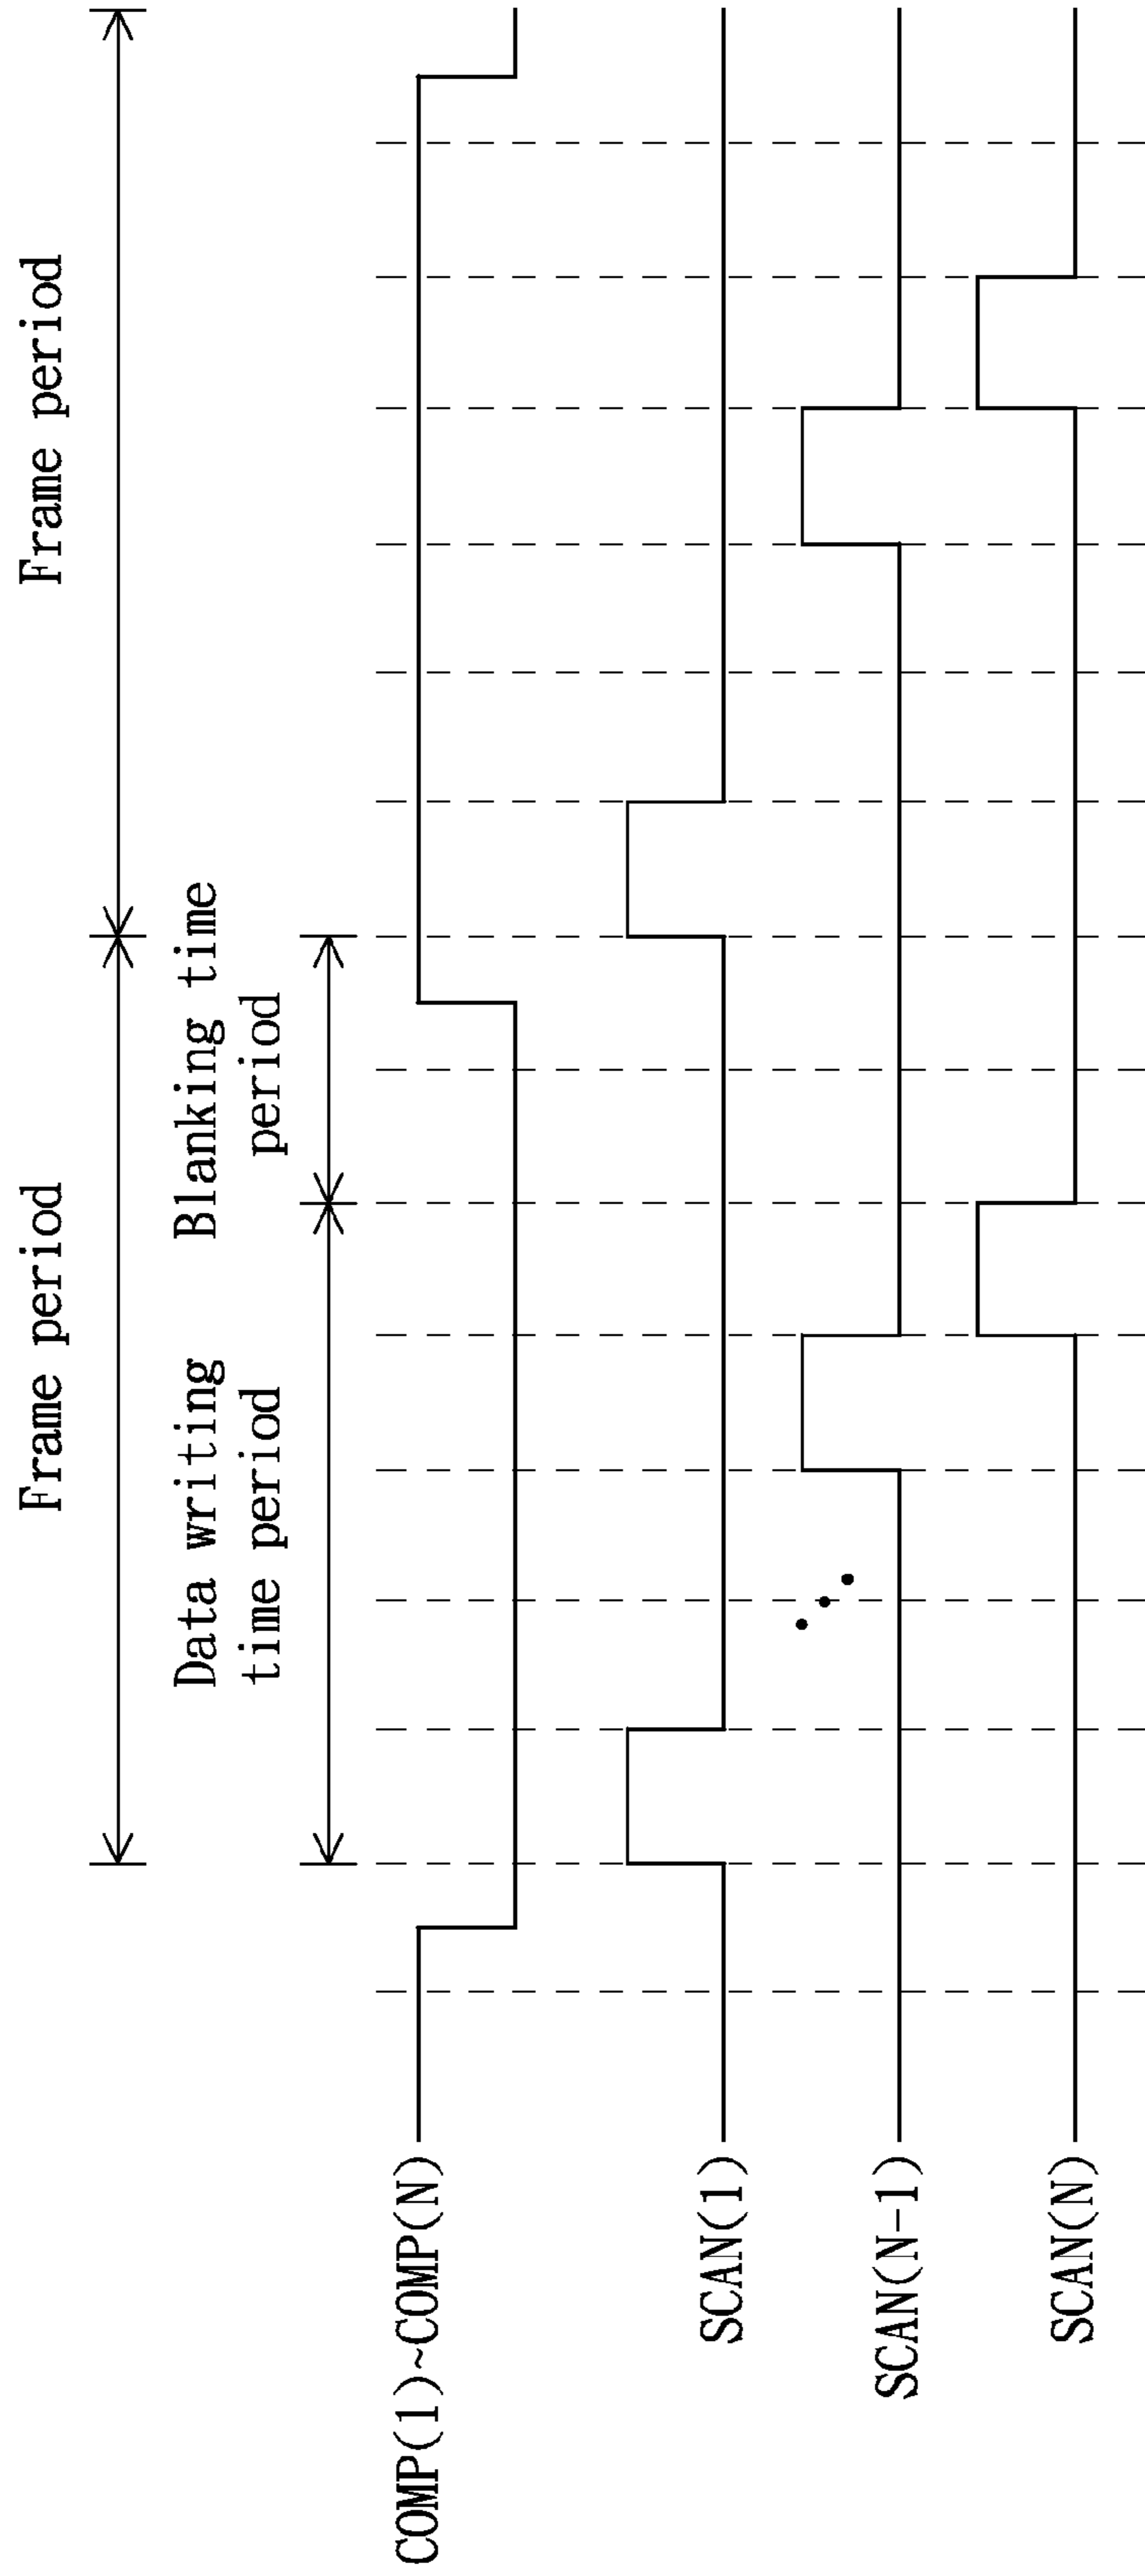 Frame period
Frame period
Data writing
time period
Blanking time
period
COMP(1)~COMP(N)
SCAN(1)
SCAN(N-1)
SCAN(N)